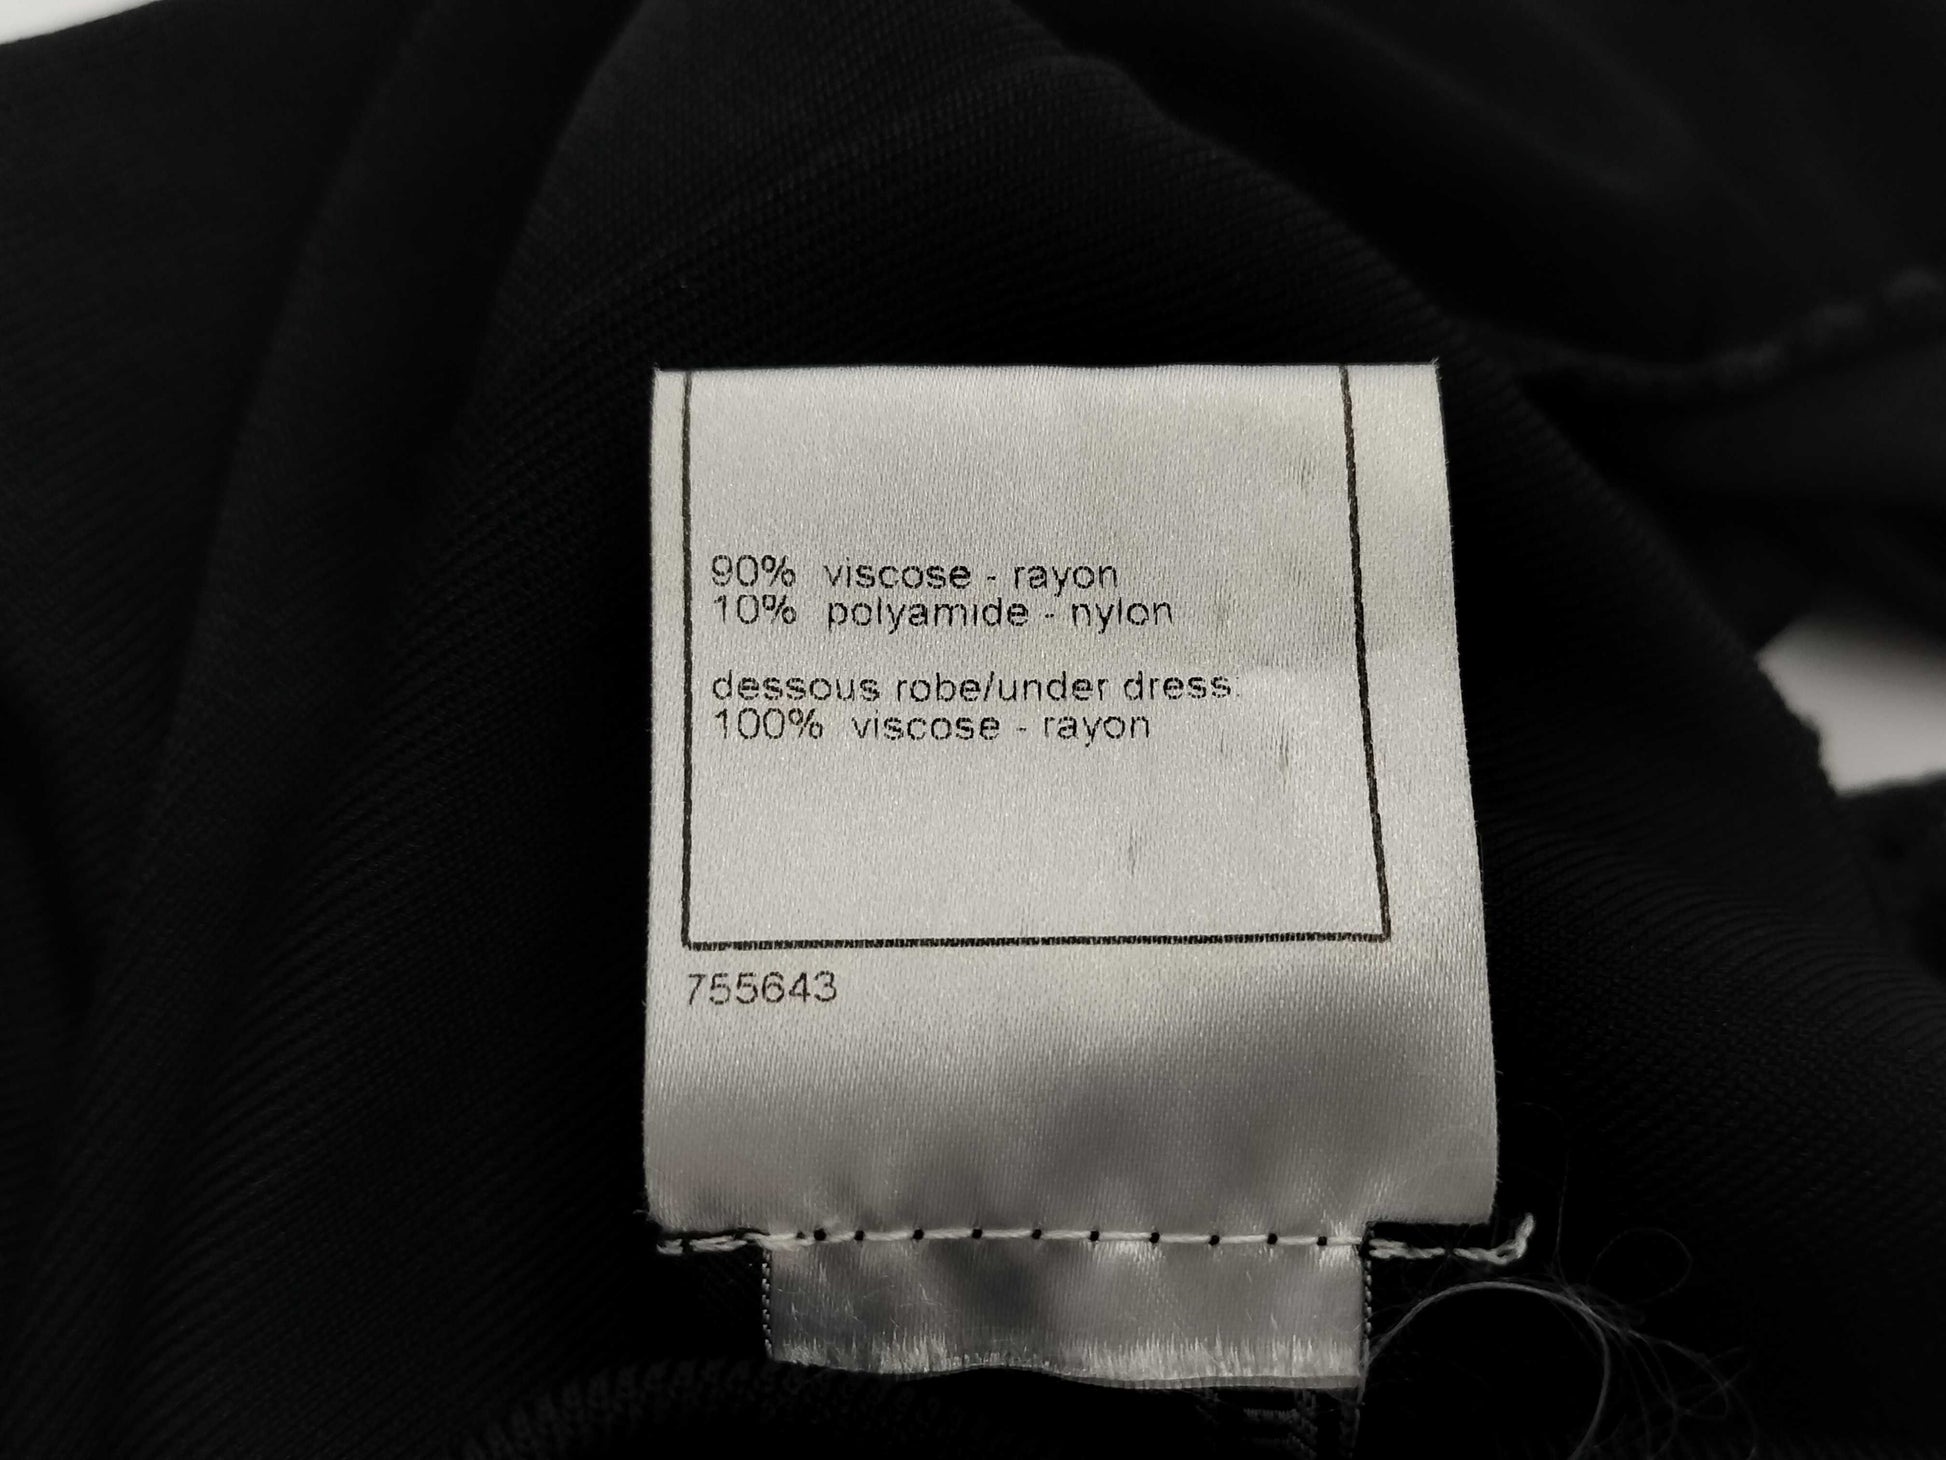 90% viscose - rayon
10% polyamide - nylon
dessous robe/under dress:
100% viscose - rayon
755643